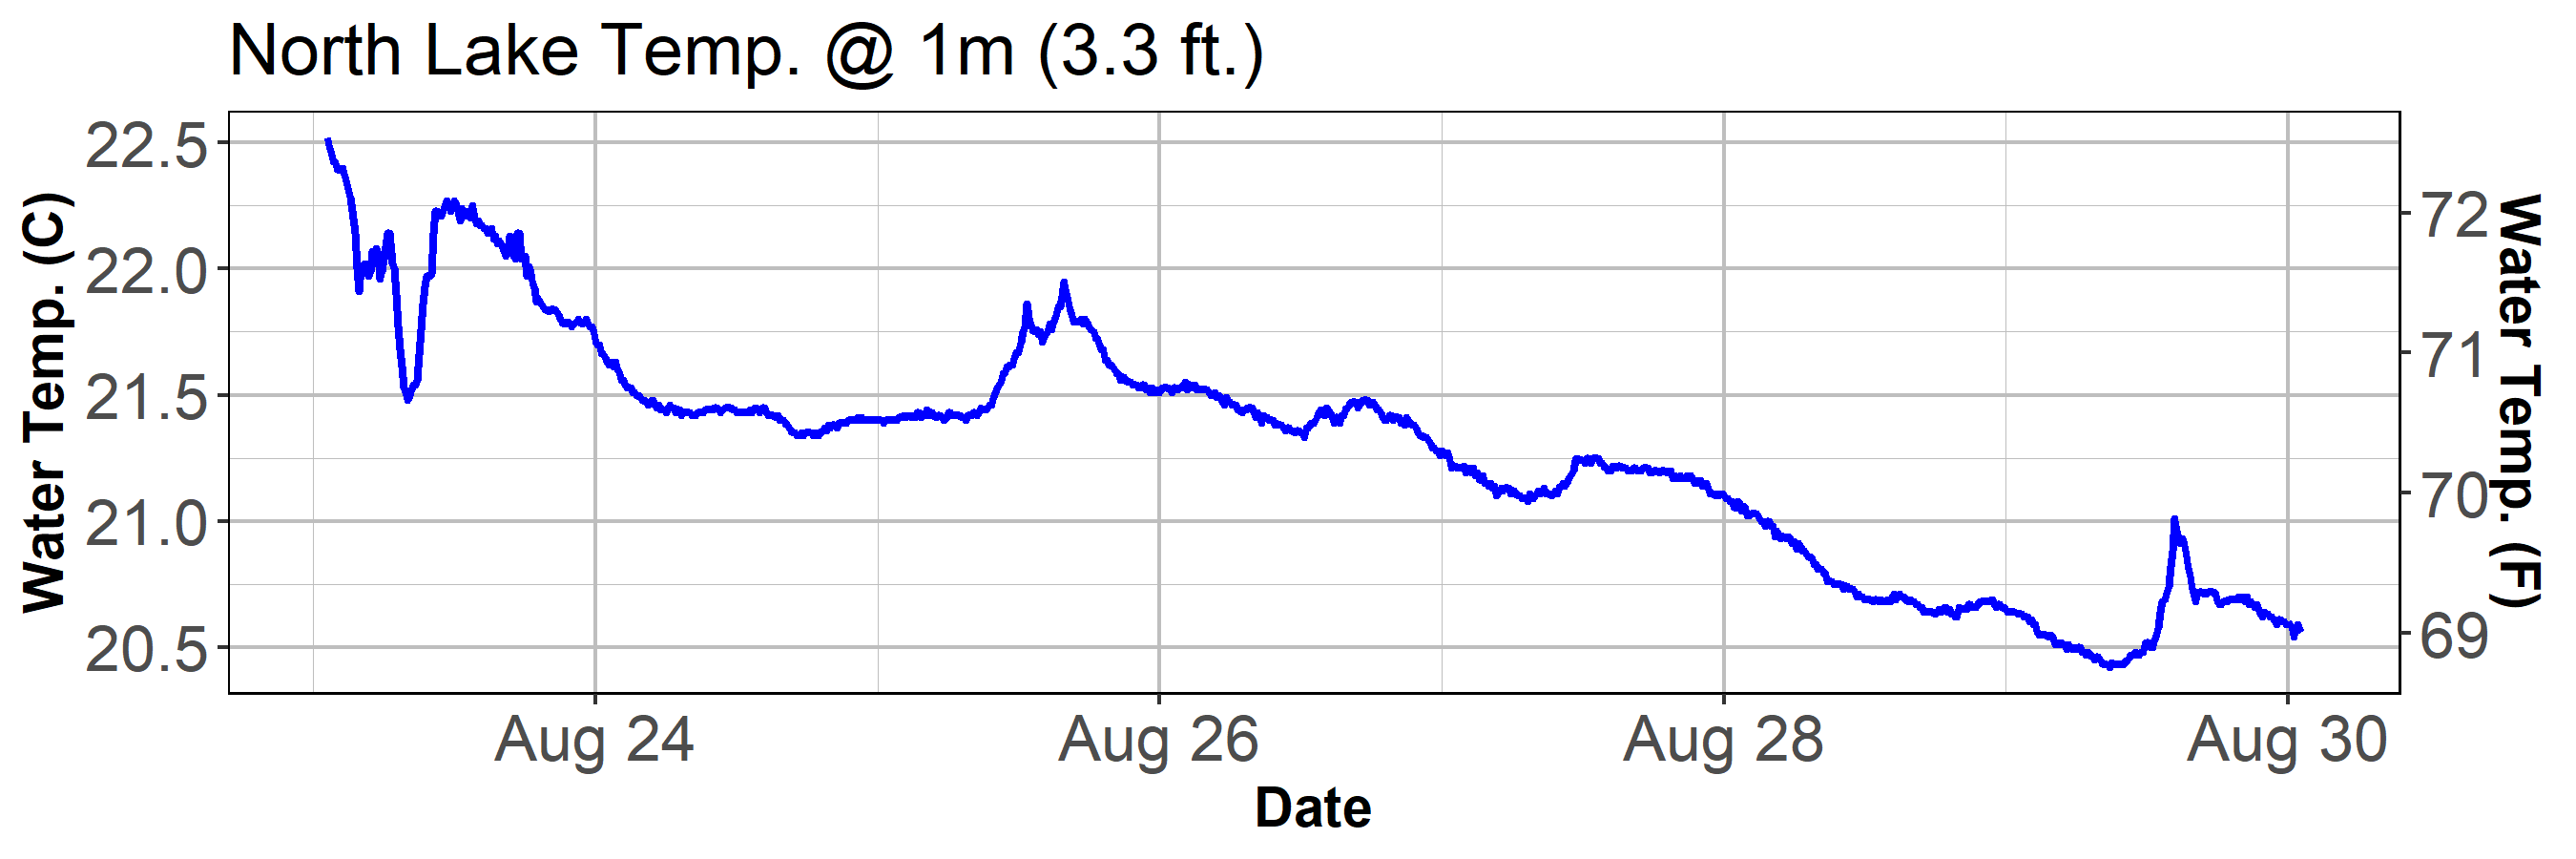 North Lake Temp. @ 1m (3.3 ft.)
Water Temp. (C)
22.5
22.0
21.5
21.0
20.5
72
71
70
69
Water Temp. (F)
Aug 24
Aug 26
Aug 28
Aug 30
Date